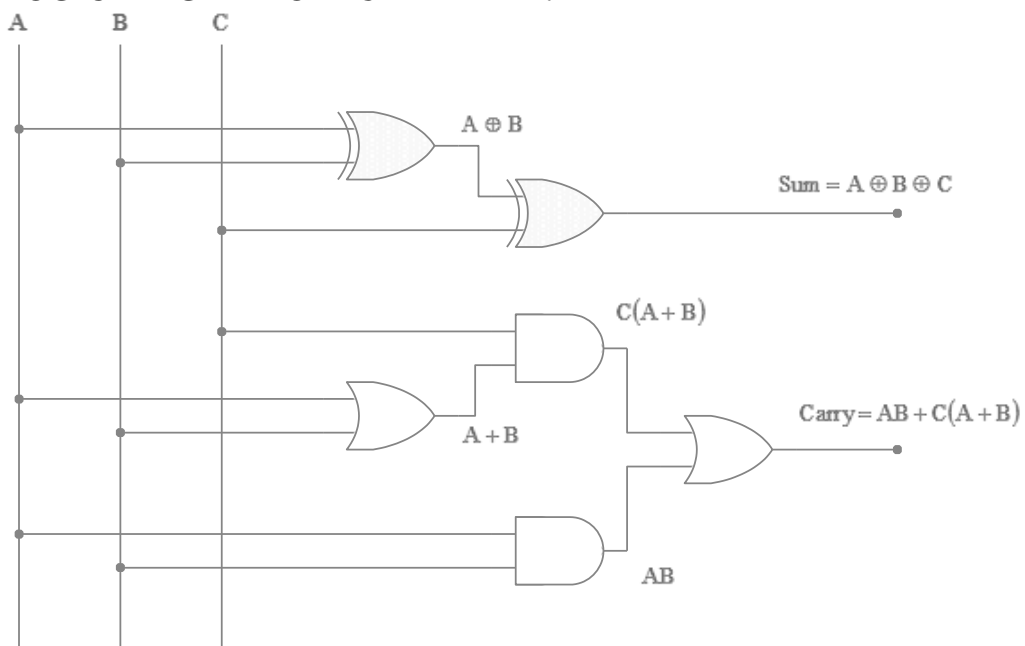 A B C
A ⊕ B
Sum = A ⊕ B ⊕ C
C(A + B)
Carry = AB + C(A + B)
A + B
AB